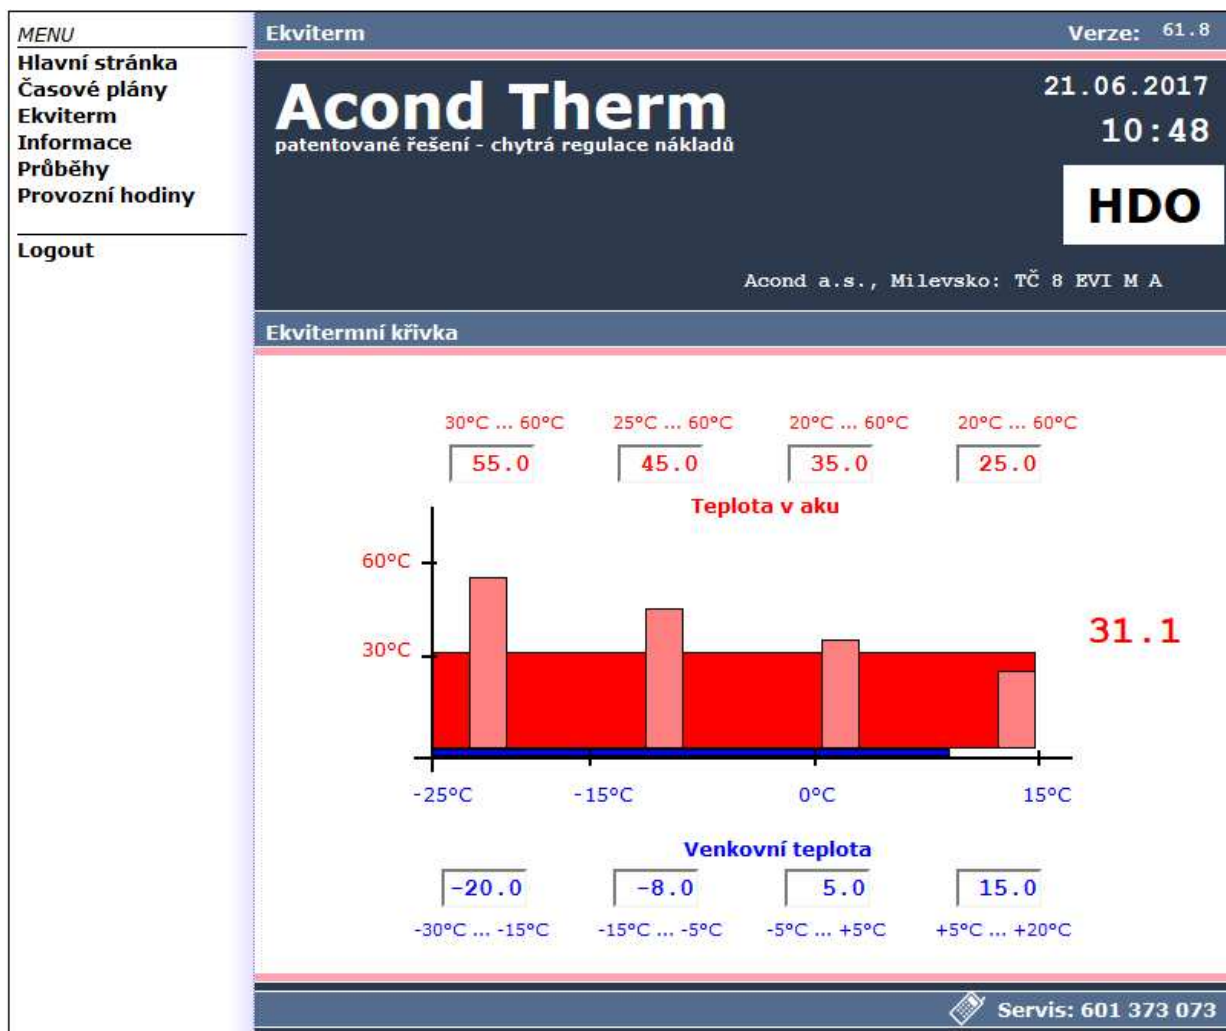 MENU
Hlavní stránka
Časové plány
Ekviterm
Informace
Průběhy
Provozní hodiny
Logout
Ekviterm Verze: 61.8
Acond Therm
patentované řešení - chytrá regulace nákladů
21.06.2017
10:48
HDO
Acond a.s., Milevsko: TČ 8 EVI M A
Ekvitermní křivka
30°C ... 60°C 25°C ... 60°C 20°C ... 60°C 20°C ... 60°C
55.0 45.0 35.0 25.0
Teplota v aku
60°C
30°C
31.1
-25°C -15°C 0°C 15°C
Venkovní teplota
-20.0 -8.0 5.0 15.0
-30°C ... -15°C -15°C ... -5°C -5°C ... +5°C +5°C ... +20°C
Servis: 601 373 073